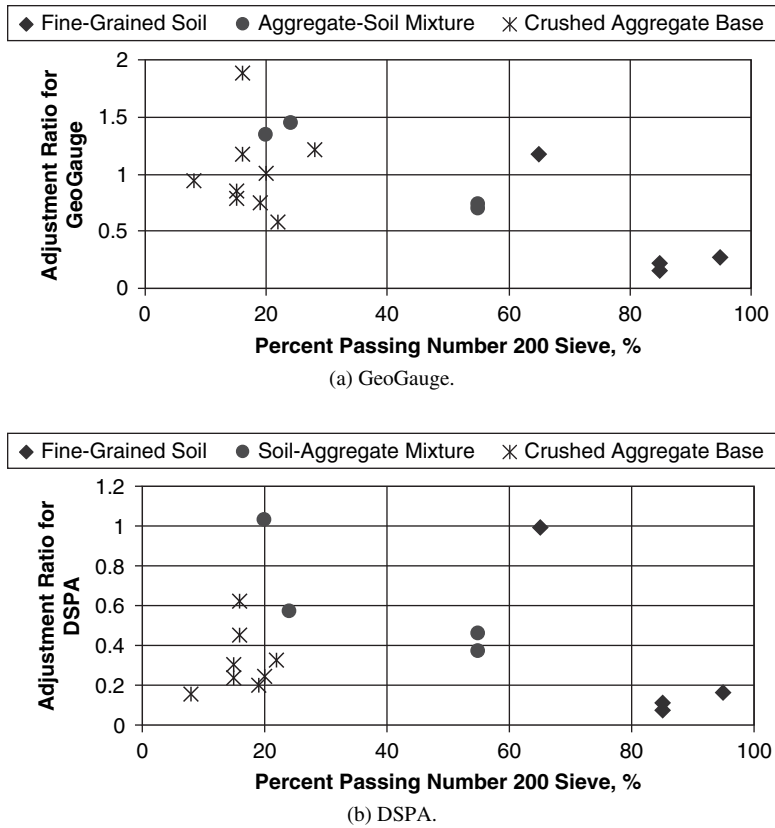 Fine-Grained Soil Aggregate-Soil Mixture Crushed Aggregate Base
Adjustment Ratio for
GeoGauge
2
1.5
1
0.5
0
0 20 40 60 80 100
Percent Passing Number 200 Sieve, %
(a) GeoGauge.
Fine-Grained Soil Soil-Aggregate Mixture Crushed Aggregate Base
Adjustment Ratio for
DSPA
1.2
1
0.8
0.6
0.4
0.2
0
0 20 40 60 80 100
Percent Passing Number 200 Sieve, %
(b) DSPA.